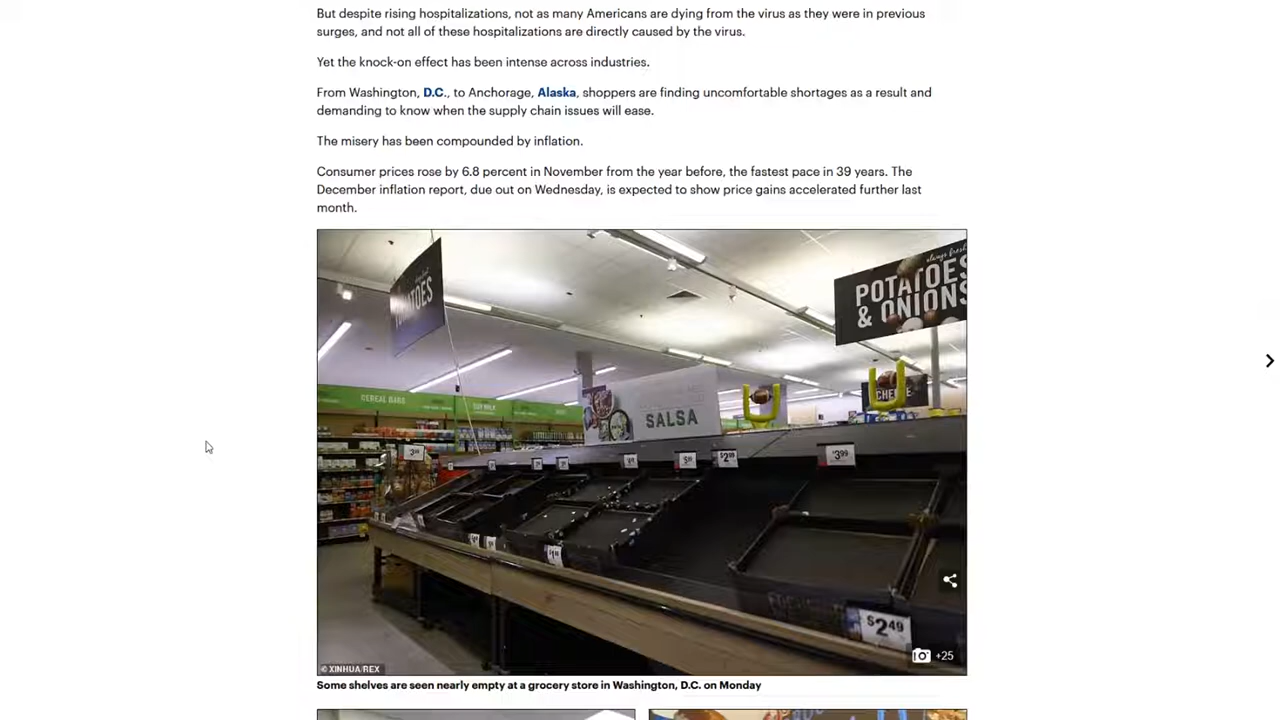 But despite rising hospitalizations, not as many Americans are dying from the virus as they were in previous
surges, and not all of these hospitalizations are directly caused by the virus.
Yet the knock-on effect has been intense across industries.
From Washington, D.C., to Anchorage, Alaska, shoppers are finding uncomfortable shortages as a result and
demanding to know when the supply chain issues will ease.
The misery has been compounded by inflation.
Consumer prices rose by 6.8 percent in November from the year before, the fastest pace in 39 years. The
December inflation report, due out on Wednesday, is expected to show price gains accelerated further last
month.
always fresh
POTATOES
& ONIONS
CEREAL BARS
SALSA
$3.99
$2.49
+25
© XINHUA/REX
Some shelves are seen nearly empty at a grocery store in Washington, D.C. on Monday